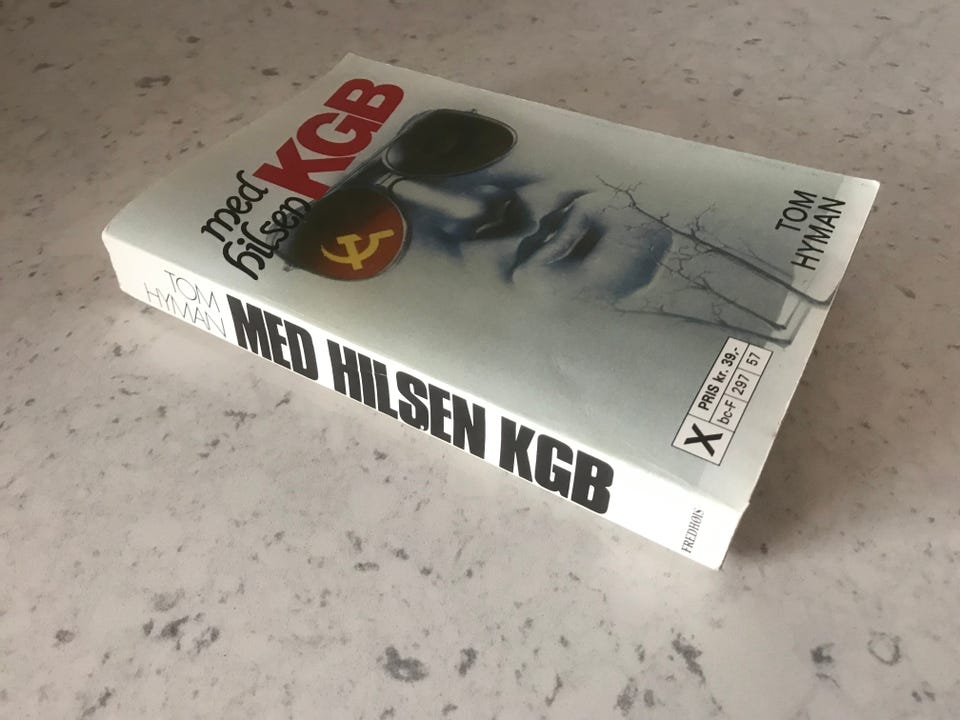 med
hilsen
KGB
TOM
HYMAN
X
PRIS kr. 39,-
bc-F 297 57
TOM
HYMAN
MED HILSEN KGB
FREDHØIS